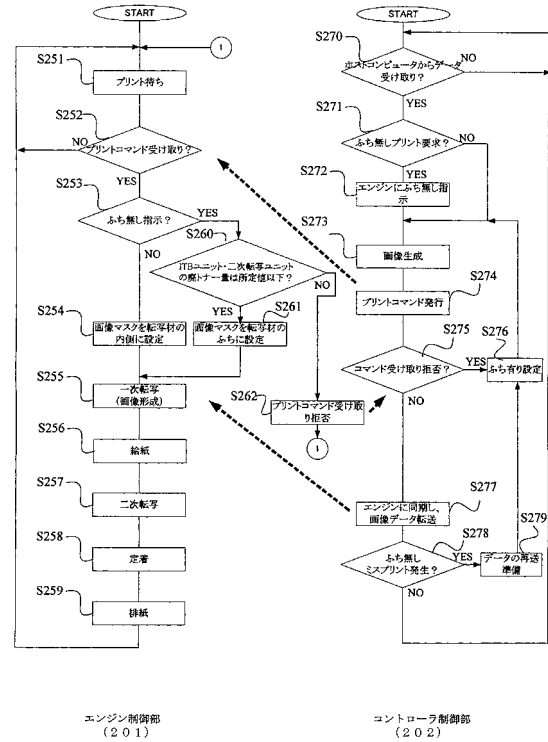 START
1
S251
プリント待ち
S252
プリントコマンド受け取り？
NO
YES
S253
ふち無し指示？
YES
NO
S260
ITBユニット・二次転写ユニット
の廃トナー量は所定値以下？
YES
NO
S254
画像マスクを転写材の
内側に設定
S261
画像マスクを転写材の
ふちに設定
S255
一次転写
(画像形成)
S262
プリントコマンド受け取
り拒否
1
S256
給紙
S257
二次転写
S258
定着
S259
排紙
エンジン制御部
(201)
START
S270
ホストコンピュータからデータ
受け取り？
NO
YES
S271
ふち無しプリント要求？
NO
YES
S272
エンジンにふち無し指
示
S273
画像生成
S274
プリントコマンド発行
S275
コマンド受け取り拒否？
YES
NO
S276
ふち有り設定
S277
エンジンに同期し、
画像データ転送
S278
ふち無し
ミスプリント発生？
YES
NO
S279
データの再送
準備
コントローラ制御部
(202)